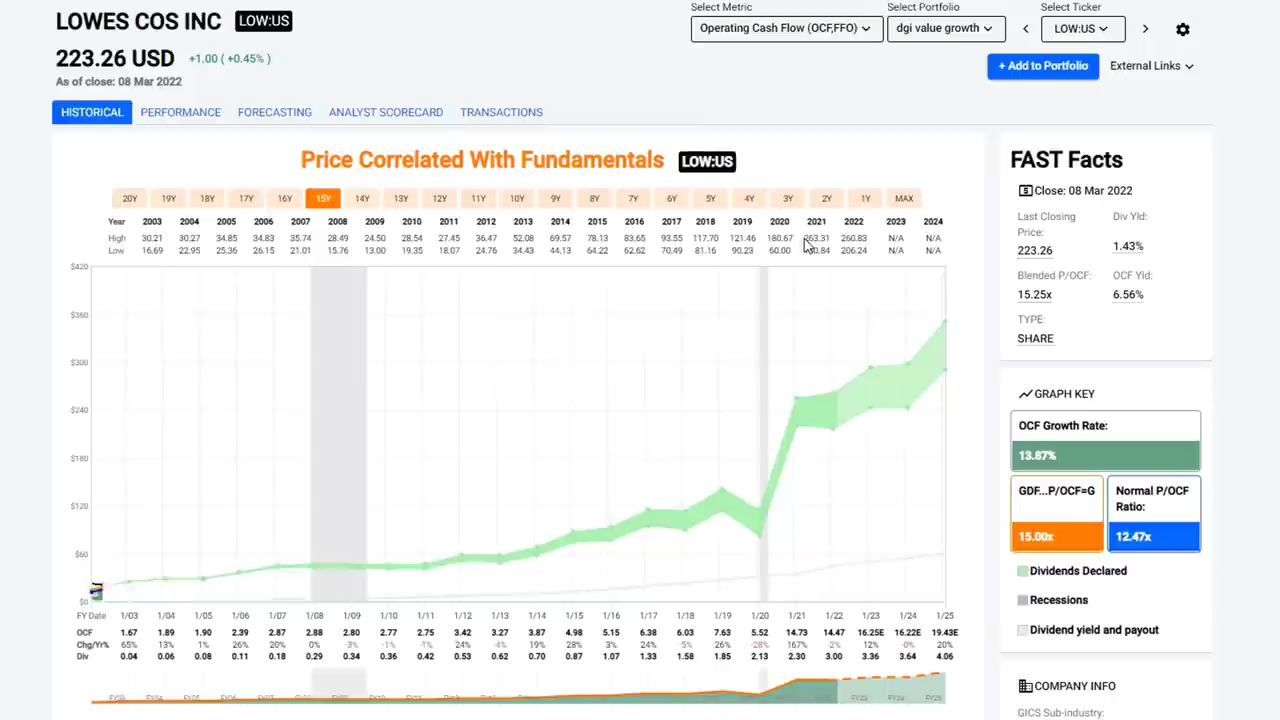 LOWES COS INC LOW:US
Select Metric Select Portfolio Select Ticker
Operating Cash Flow (OCF,FFO) dgi value growth LOW:US
223.26 USD +1.00 ( +0.45% )
+ Add to Portfolio External Links
As of close: 08 Mar 2022
HISTORICAL PERFORMANCE FORECASTING ANALYST SCORECARD TRANSACTIONS
Price Correlated With Fundamentals LOW:US
20Y 19Y 18Y 17Y 16Y 15Y 14Y 13Y 12Y 11Y 10Y 9Y 8Y 7Y 6Y 5Y 4Y 3Y 2Y 1Y MAX
Year 2003 2004 2005 2006 2007 2008 2009 2010 2011 2012 2013 2014 2015 2016 2017 2018 2019 2020 2021 2022 2023 2024
High 30.21 30.27 34.85 34.83 35.74 28.49 24.50 28.54 27.45 36.47 52.08 69.57 78.13 83.65 93.55 117.70 121.46 180.67 263.31 260.83 N/A N/A
Low 16.69 22.95 25.36 26.15 21.01 15.76 13.00 19.35 18.07 24.76 34.43 44.13 64.22 62.62 70.49 81.16 90.23 60.00 206.24 N/A N/A
$420
$360
$300
$240
$180
$120
$60
$0
FY Date 1/03 1/04 1/05 1/06 1/07 1/08 1/09 1/10 1/11 1/12 1/13 1/14 1/15 1/16 1/17 1/18 1/19 1/20 1/21 1/22 1/23 1/24 1/25
OCF 1.67 1.89 1.90 2.39 2.87 2.88 2.80 2.77 2.75 3.42 3.27 3.87 4.98 5.15 6.38 6.03 7.63 5.52 14.73 14.47 16.25E 16.22E 19.43E
Chg/Yr% 65% 13% 1% 26% 20% 0% -3% -1% -1% 24% -4% 19% 28% 3% 24% -5% 26% -28% 167% -2% 12% -0% 20%
Div 0.04 0.06 0.08 0.11 0.18 0.29 0.34 0.36 0.42 0.53 0.62 0.70 0.87 1.07 1.33 1.58 1.85 2.13 2.30 3.00 3.36 3.64 4.06
FY23 FY24 FY25
FAST Facts
Close: 08 Mar 2022
Last Closing Price: Div Yld:
223.26 1.43%
Blended P/OCF: OCF Yld:
15.25x 6.56%
TYPE:
SHARE
GRAPH KEY
OCF Growth Rate:
13.87%
GDF...P/OCF=G Normal P/OCF Ratio:
15.00x 12.47x
Dividends Declared
Recessions
Dividend yield and payout
COMPANY INFO
GICS Sub-industry: